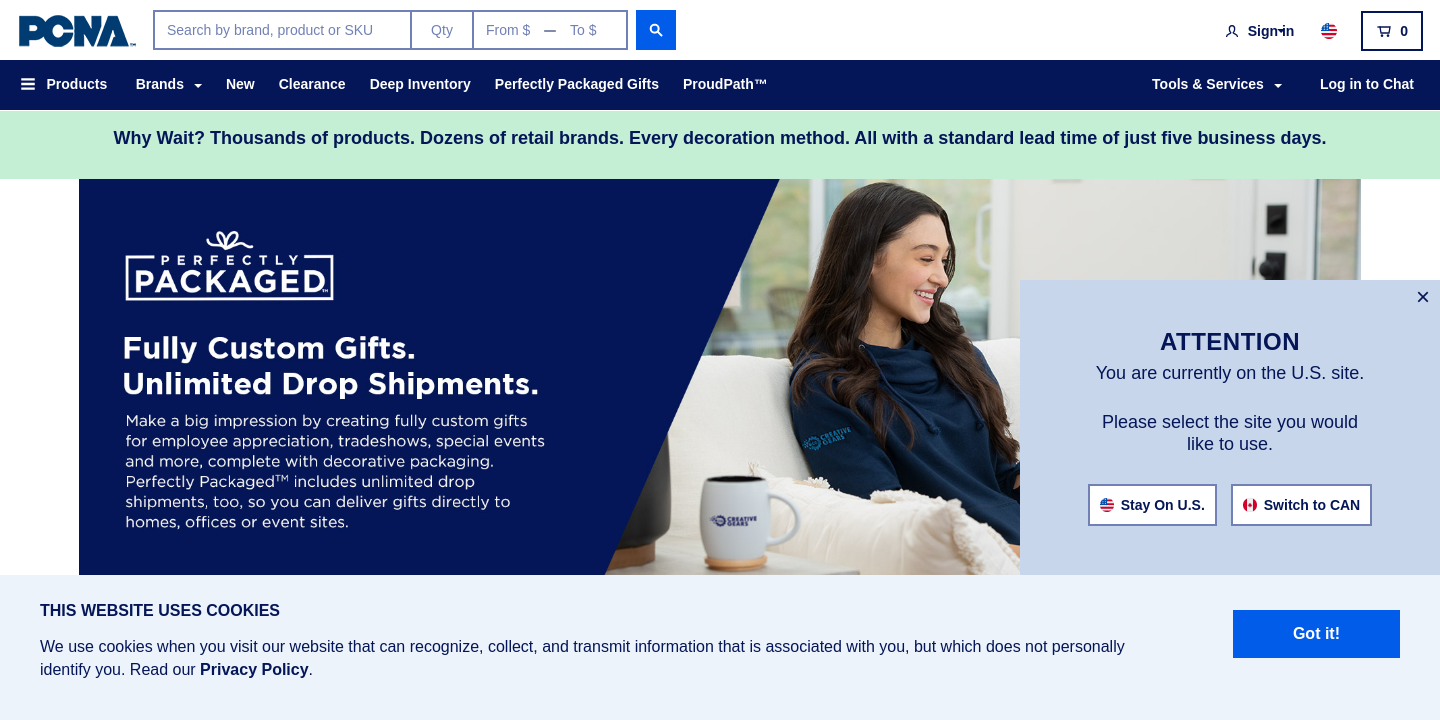 PCNA™
Search by brand, product or SKU
Qty
From $ — To $
Sign in
0
Products
Brands
New
Clearance
Deep Inventory
Perfectly Packaged Gifts
ProudPath™
Tools & Services
Log in to Chat
Why Wait? Thousands of products. Dozens of retail brands. Every decoration method. All with a standard lead time of just five business days.
PERFECTLY
PACKAGED™
Fully Custom Gifts.
Unlimited Drop Shipments.
Make a big impression by creating fully custom gifts
for employee appreciation, tradeshows, special events
and more, complete with decorative packaging.
Perfectly Packaged™ includes unlimited drop
shipments, too, so you can deliver gifts directly to
homes, offices or event sites.
CREATIVE
GEARS
CREATIVE
GEARS
×
ATTENTION
You are currently on the U.S. site.
Please select the site you would
like to use.
Stay On U.S.
Switch to CAN
THIS WEBSITE USES COOKIES
We use cookies when you visit our website that can recognize, collect, and transmit information that is associated with you, but which does not personally
identify you. Read our Privacy Policy.
Got it!